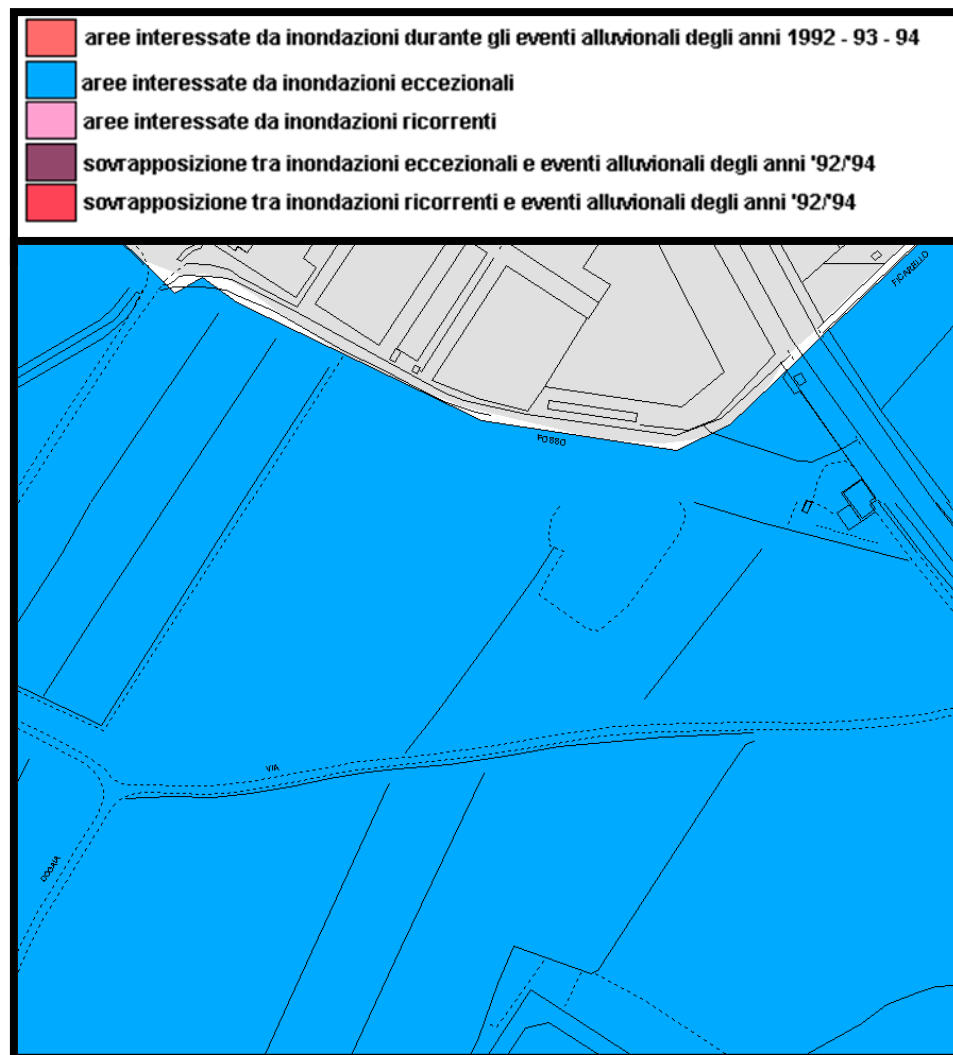 aree interessate da inondazioni durante gli eventi alluvionali degli anni 1992 - 93 - 94
aree interessate da inondazioni eccezionali
aree interessate da inondazioni ricorrenti
sovrapposizione tra inondazioni eccezionali e eventi alluvionali degli anni '92/'94
sovrapposizione tra inondazioni ricorrenti e eventi alluvionali degli anni '92/'94
FICARELLO
FOSSO
VIA
DOGAIA